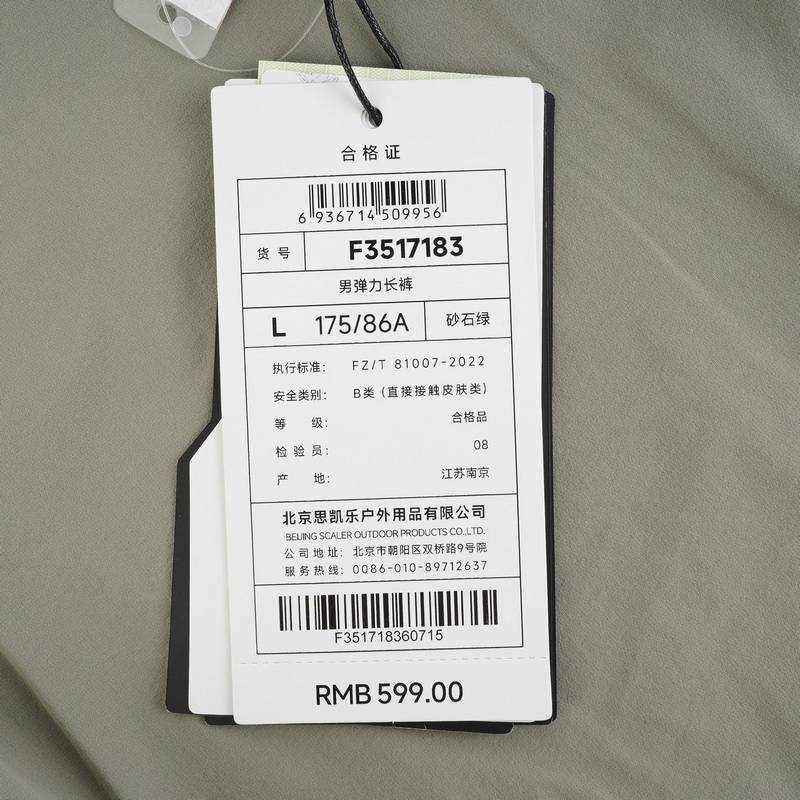 合格证
6 936714 509956
货号 F3517183
男弹力长裤
L 175/86A 砂石绿
执行标准: FZ/T 81007-2022
安全类别: B类 (直接接触皮肤类)
等级: 合格品
检验员: 08
产地: 江苏南京
北京思凯乐户外用品有限公司
BEIJING SCALER OUTDOOR PRODUCTS CO.,LTD.
公司地址: 北京市朝阳区双桥路9号院
服务热线: 0086-010-89712637
F351718360715
RMB 599.00